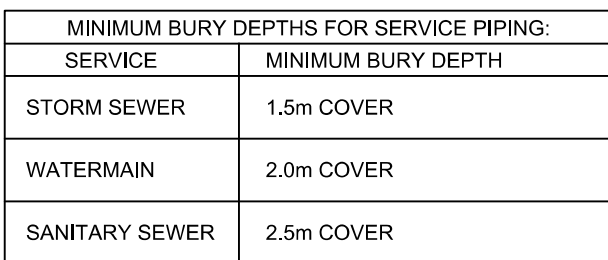 MINIMUM BURY DEPTHS FOR SERVICE PIPING:
SERVICE MINIMUM BURY DEPTH
STORM SEWER 1.5m COVER
WATERMAIN 2.0m COVER
SANITARY SEWER 2.5m COVER